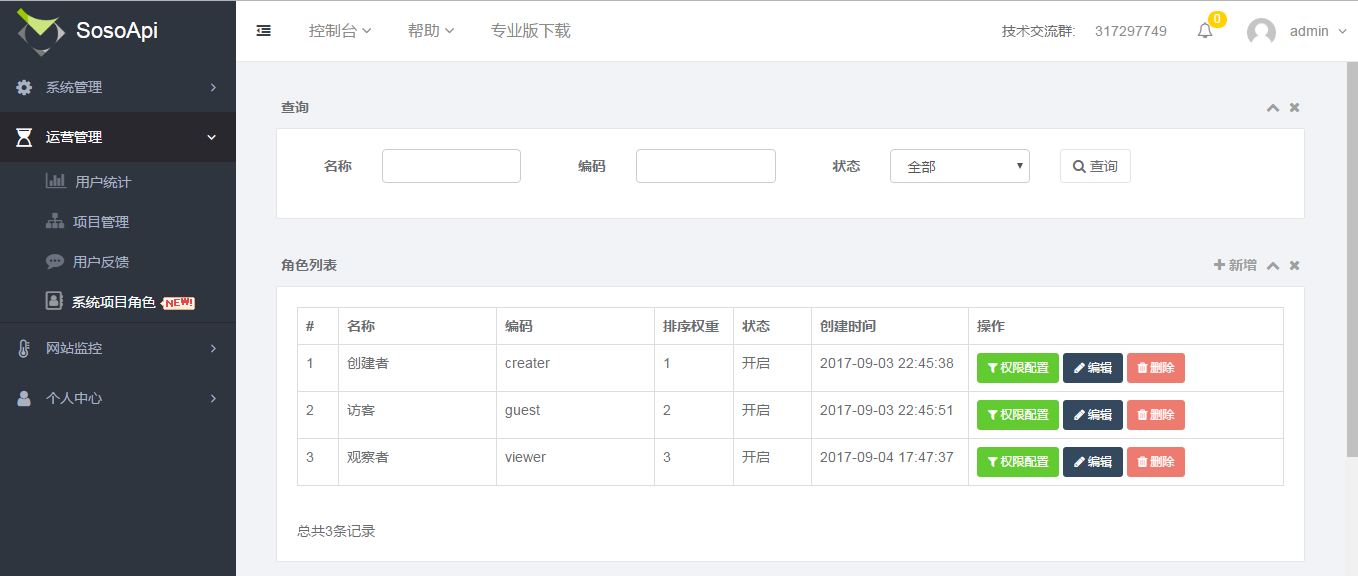 SosoApi
控制台 帮助 专业版下载 技术交流群: 317297749 0 admin
系统管理
运营管理
用户统计
项目管理
用户反馈
系统项目角色 NEW!
网站监控
个人中心
查询
名称 编码 状态 全部 查询
角色列表 新增
# 名称 编码 排序权重 状态 创建时间 操作
1 创建者 creater 1 开启 2017-09-03 22:45:38 权限配置 编辑 删除
2 访客 guest 2 开启 2017-09-03 22:45:51 权限配置 编辑 删除
3 观察者 viewer 3 开启 2017-09-04 17:47:37 权限配置 编辑 删除
总共3条记录